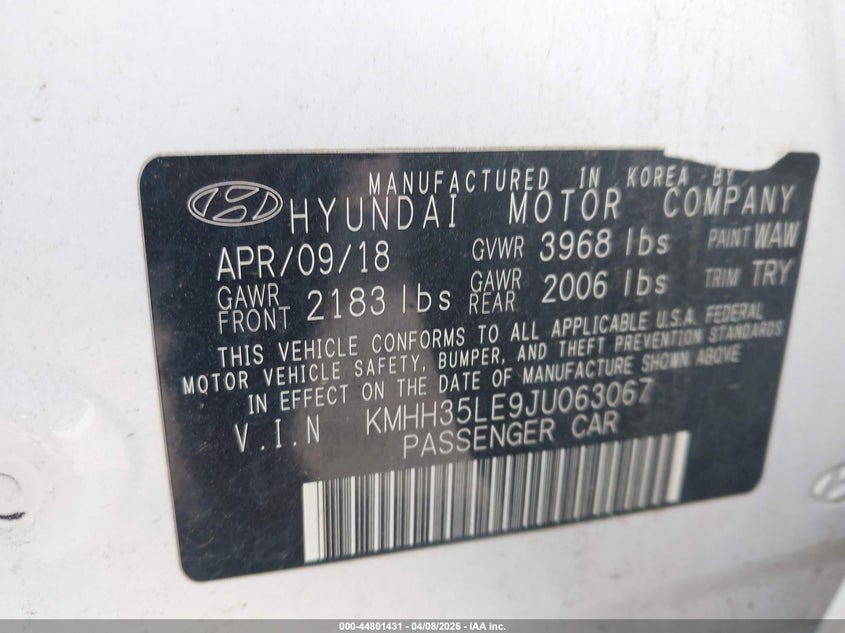 MANUFACTURED IN KOREA BY
HYUNDAI MOTOR COMPANY
APR/09/18 GVWR 3968 lbs PAINT WAW
GAWR FRONT 2183 lbs GAWR REAR 2006 lbs TRIM TRY
THIS VEHICLE CONFORMS TO ALL APPLICABLE U.S.A. FEDERAL
MOTOR VEHICLE SAFETY, BUMPER, AND THEFT PREVENTION STANDARDS
IN EFFECT ON THE DATE OF MANUFACTURE SHOWN ABOVE
V.I.N KMHH35LE9JU063067
PASSENGER CAR
000-44801431 - 04/08/2026 - IAA Inc.